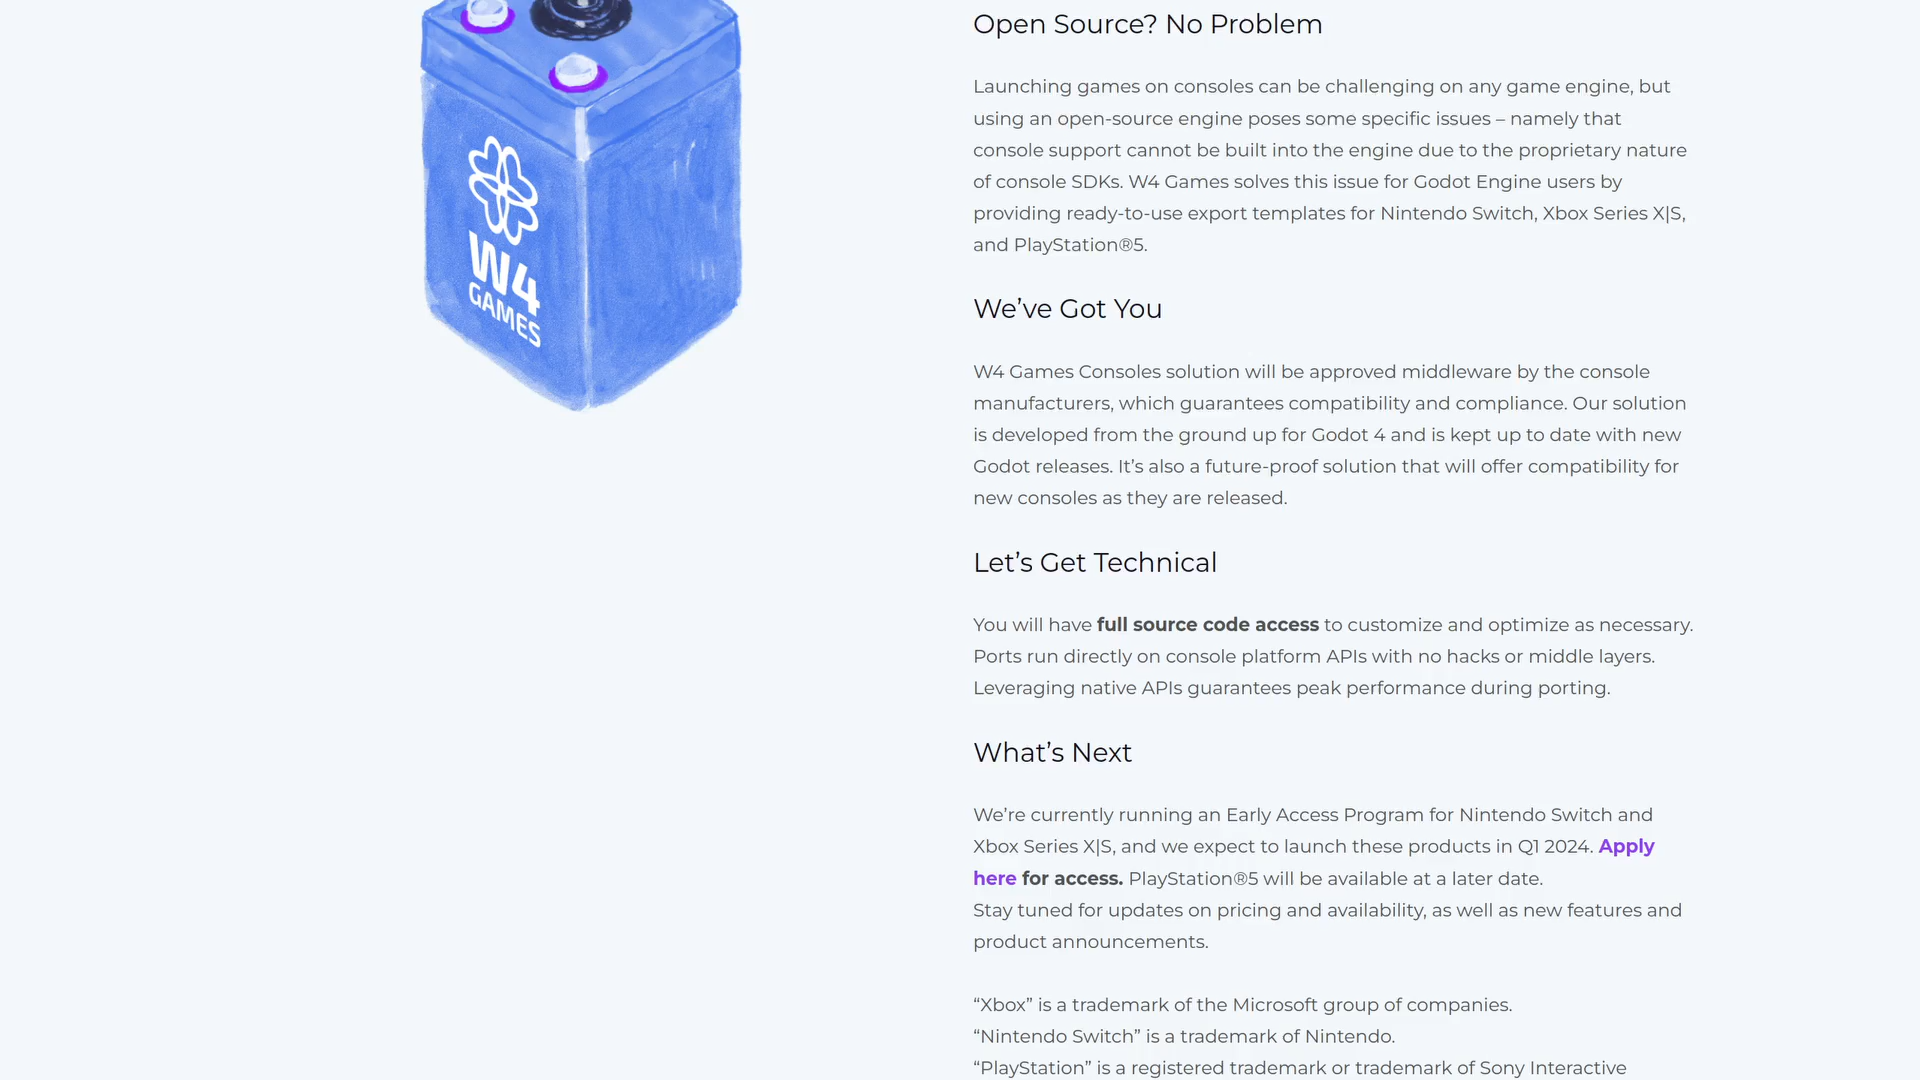 W4
GAMES
Open Source? No Problem
Launching games on consoles can be challenging on any game engine, but
using an open-source engine poses some specific issues – namely that
console support cannot be built into the engine due to the proprietary nature
of console SDKs. W4 Games solves this issue for Godot Engine users by
providing ready-to-use export templates for Nintendo Switch, Xbox Series X|S,
and PlayStation®5.
We’ve Got You
W4 Games Consoles solution will be approved middleware by the console
manufacturers, which guarantees compatibility and compliance. Our solution
is developed from the ground up for Godot 4 and is kept up to date with new
Godot releases. It’s also a future-proof solution that will offer compatibility for
new consoles as they are released.
Let’s Get Technical
You will have full source code access to customize and optimize as necessary.
Ports run directly on console platform APIs with no hacks or middle layers.
Leveraging native APIs guarantees peak performance during porting.
What’s Next
We’re currently running an Early Access Program for Nintendo Switch and
Xbox Series X|S, and we expect to launch these products in Q1 2024. Apply
here for access. PlayStation®5 will be available at a later date.
Stay tuned for updates on pricing and availability, as well as new features and
product announcements.
“Xbox” is a trademark of the Microsoft group of companies.
“Nintendo Switch” is a trademark of Nintendo.
“PlayStation” is a registered trademark or trademark of Sony Interactive